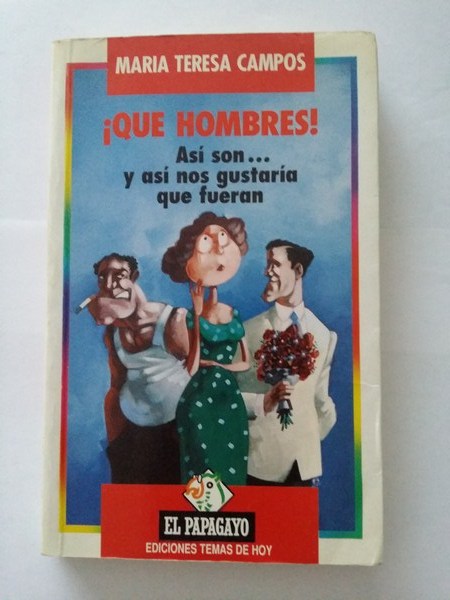 MARIA TERESA CAMPOS
¡QUE HOMBRES!
Así son...
y así nos gustaría
que fueran
EL PAPAGAYO
EDICIONES TEMAS DE HOY